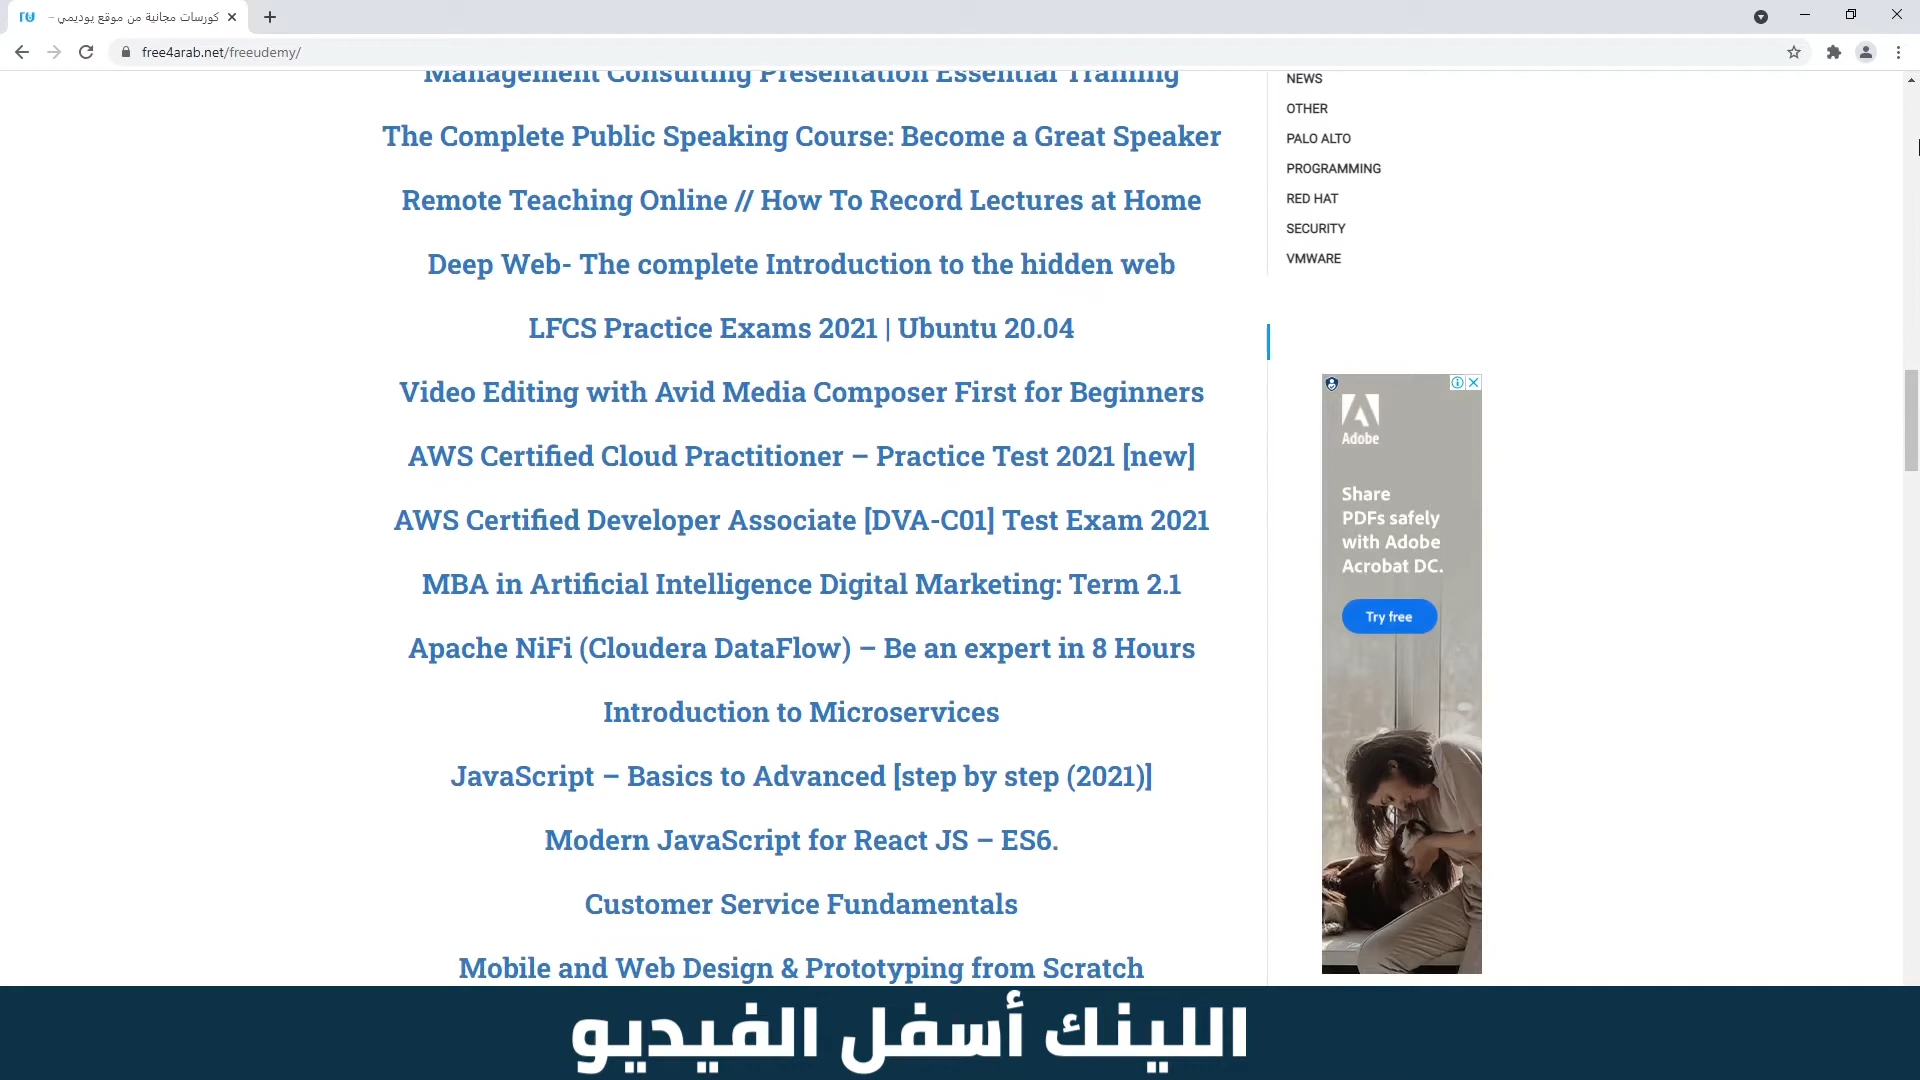 كورسات مجانية من موقع يوديمي –
free4arab.net/freeudemy/
Management Consulting Presentation Essential Training
The Complete Public Speaking Course: Become a Great Speaker
Remote Teaching Online // How To Record Lectures at Home
Deep Web- The complete Introduction to the hidden web
LFCS Practice Exams 2021 | Ubuntu 20.04
Video Editing with Avid Media Composer First for Beginners
AWS Certified Cloud Practitioner – Practice Test 2021 [new]
AWS Certified Developer Associate [DVA-C01] Test Exam 2021
MBA in Artificial Intelligence Digital Marketing: Term 2.1
Apache NiFi (Cloudera DataFlow) – Be an expert in 8 Hours
Introduction to Microservices
JavaScript – Basics to Advanced [step by step (2021)]
Modern JavaScript for React JS – ES6.
Customer Service Fundamentals
Mobile and Web Design & Prototyping from Scratch
NEWS
OTHER
PALO ALTO
PROGRAMMING
RED HAT
SECURITY
VMWARE
Adobe
Share
PDFs safely
with Adobe
Acrobat DC.
Try free
اللينك أسفل الفيديو